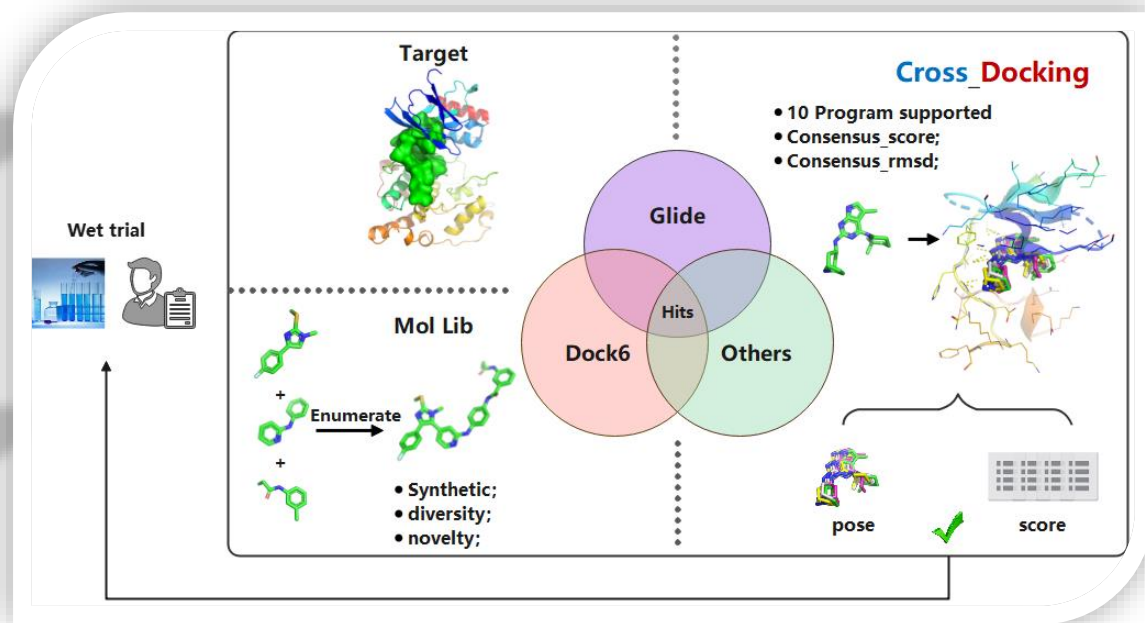 Target
Cross_Docking
• 10 Program supported
• Consensus_score;
• Consensus_rmsd;
Wet trial
Glide
Hits
Dock6
Others
Mol Lib
+
Enumerate
+
• Synthetic;
• diversity;
• novelty;
pose
score